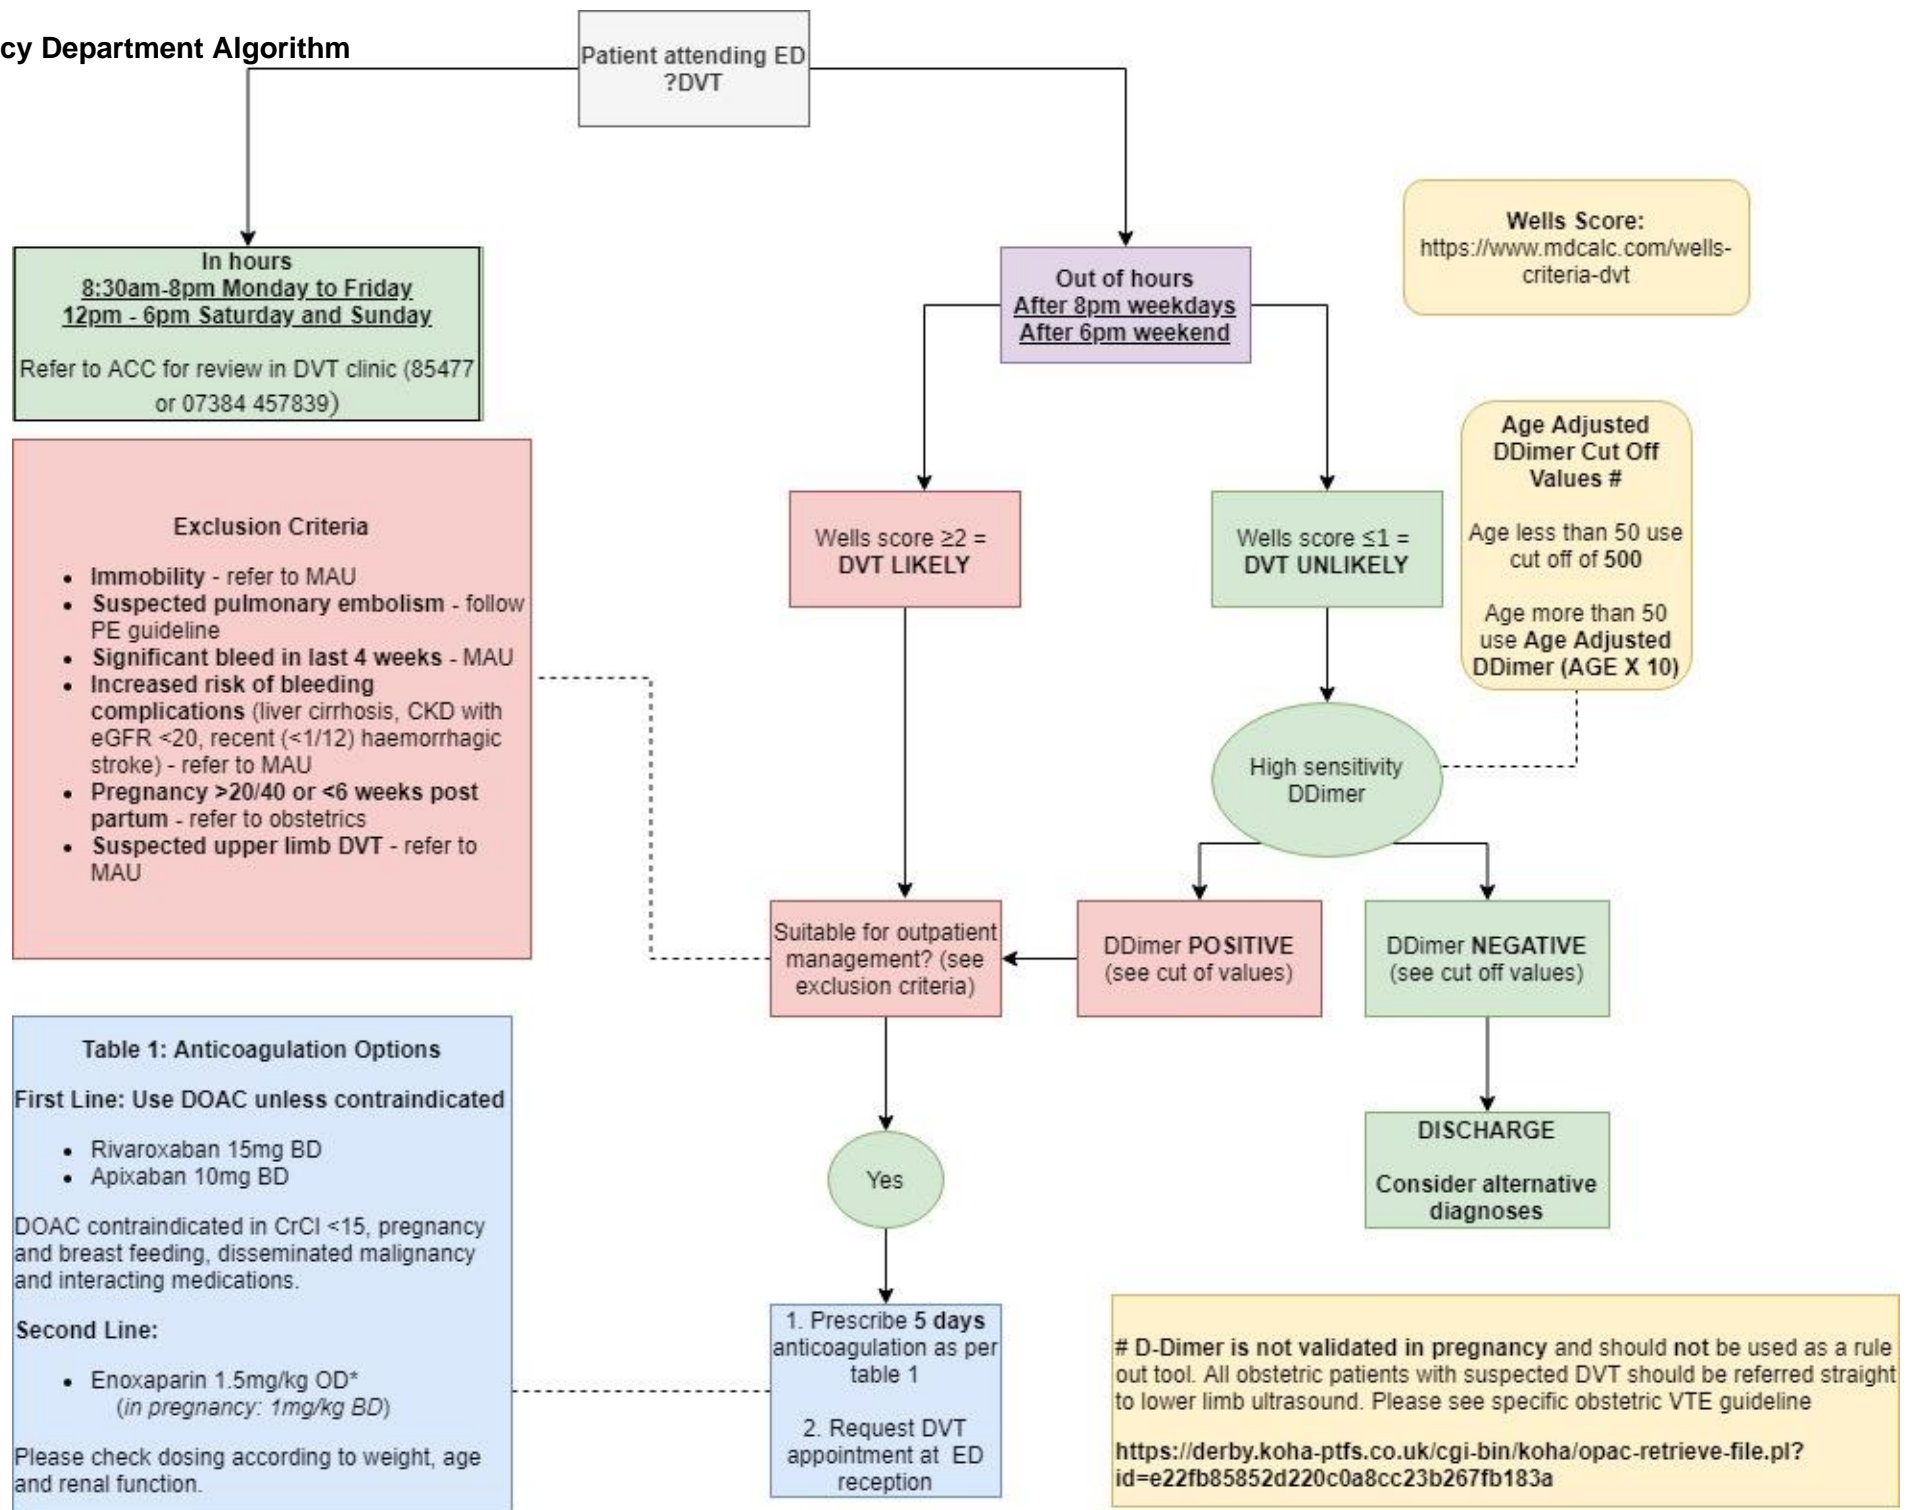 cy Department Algorithm
Patient attending ED
?DVT
In hours
8:30am-8pm Monday to Friday
12pm - 6pm Saturday and Sunday
Refer to ACC for review in DVT clinic (85477
or 07384 457839)
Out of hours
After 8pm weekdays
After 6pm weekend
Wells Score:
https://www.mdcalc.com/wells-
criteria-dvt
Exclusion Criteria
• Immobility - refer to MAU
• Suspected pulmonary embolism - follow
PE guideline
• Significant bleed in last 4 weeks - MAU
• Increased risk of bleeding
complications (liver cirrhosis, CKD with
eGFR <20, recent (<1/12) haemorrhagic
stroke) - refer to MAU
• Pregnancy >20/40 or <6 weeks post
partum - refer to obstetrics
• Suspected upper limb DVT - refer to
MAU
Wells score ≥2 =
DVT LIKELY
Wells score ≤1 =
DVT UNLIKELY
Age Adjusted
DDimer Cut Off
Values #
Age less than 50 use
cut off of 500
Age more than 50
use Age Adjusted
DDimer (AGE X 10)
High sensitivity
DDimer
Suitable for outpatient
management? (see
exclusion criteria)
DDimer POSITIVE
(see cut of values)
DDimer NEGATIVE
(see cut off values)
Table 1: Anticoagulation Options
First Line: Use DOAC unless contraindicated
• Rivaroxaban 15mg BD
• Apixaban 10mg BD
DOAC contraindicated in CrCl <15, pregnancy
and breast feeding, disseminated malignancy
and interacting medications.
Second Line:
• Enoxaparin 1.5mg/kg OD*
(in pregnancy: 1mg/kg BD)
Please check dosing according to weight, age
and renal function.
Yes
DISCHARGE
Consider alternative
diagnoses
1. Prescribe 5 days
anticoagulation as per
table 1
2. Request DVT
appointment at ED
reception
# D-Dimer is not validated in pregnancy and should not be used as a rule
out tool. All obstetric patients with suspected DVT should be referred straight
to lower limb ultrasound. Please see specific obstetric VTE guideline
https://derby.koha-ptfs.co.uk/cgi-bin/koha/opac-retrieve-file.pl?
id=e22fb85852d220c0a8cc23b267fb183a